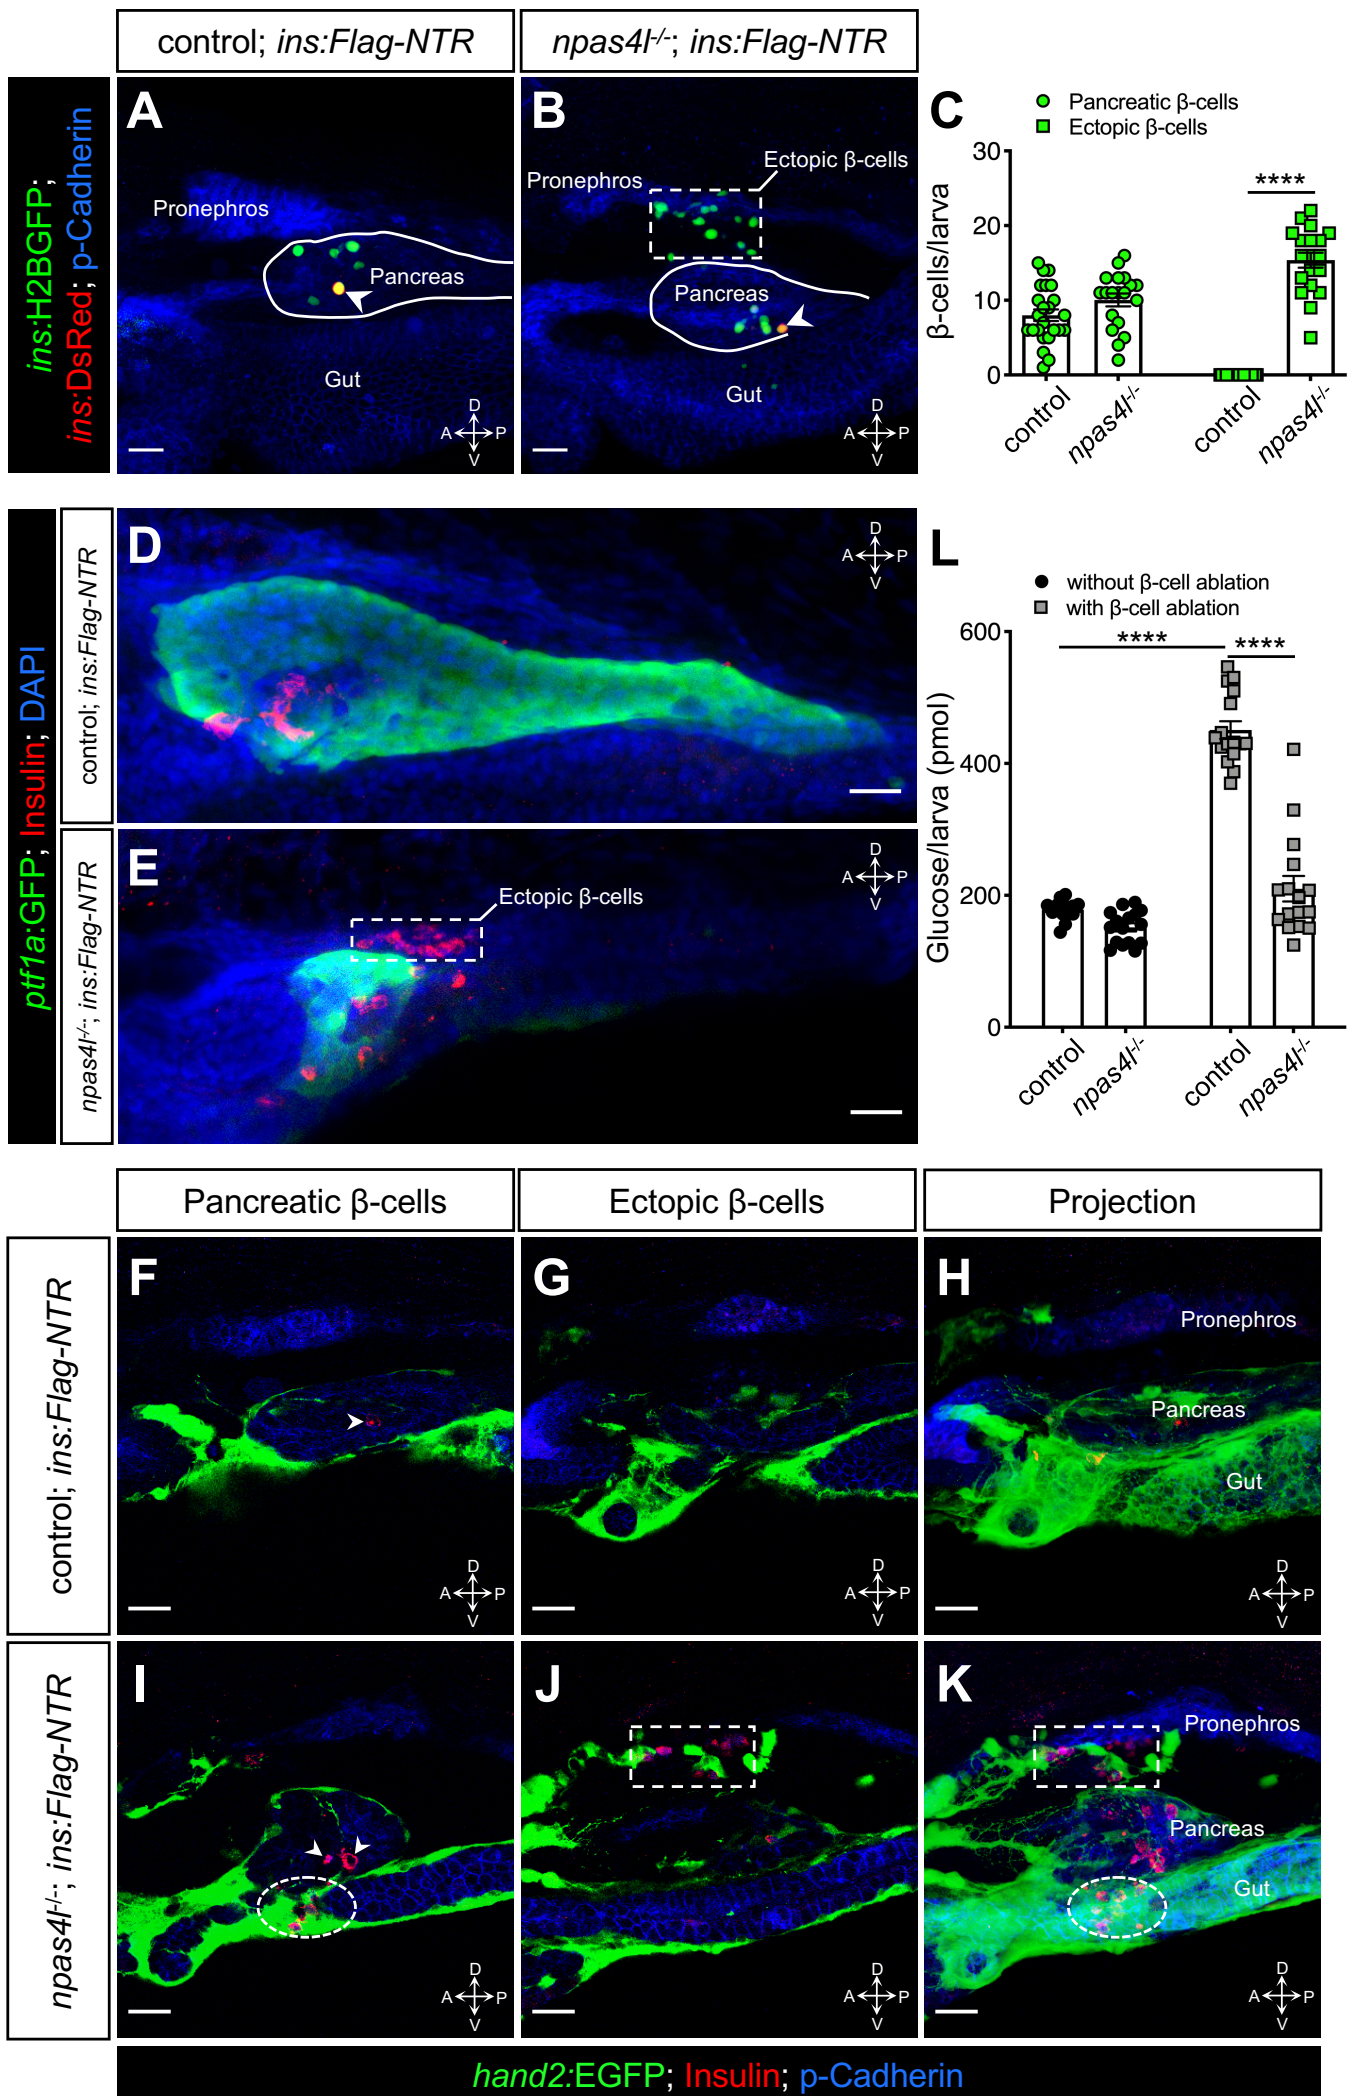 control; ins:Flag-NTR
npas4l-/-; ins:Flag-NTR
ins:H2BGFP;
ins:DsRed; p-Cadherin
A
Pronephros
Pancreas
Gut
D
A P
V
B
Ectopic β-cells
Pronephros
Pancreas
Gut
D
A P
V
C
Pancreatic β-cells
Ectopic β-cells
β-cells/larva
30
20
10
0
****
control
npas4l-/-
control
npas4l-/-
ptf1a:GFP; Insulin; DAPI
control; ins:Flag-NTR
D
D
A P
V
npas4l-/-; ins:Flag-NTR
E
Ectopic β-cells
D
A P
V
L
without β-cell ablation
with β-cell ablation
Glucose/larva (pmol)
600
400
200
0
****
****
control
npas4l-/-
control
npas4l-/-
Pancreatic β-cells
Ectopic β-cells
Projection
control; ins:Flag-NTR
F
D
A P
V
G
D
A P
V
H
Pronephros
Pancreas
Gut
D
A P
V
npas4l-/-; ins:Flag-NTR
I
D
A P
V
J
D
A P
V
K
Pronephros
Pancreas
Gut
D
A P
V
hand2:EGFP; Insulin; p-Cadherin